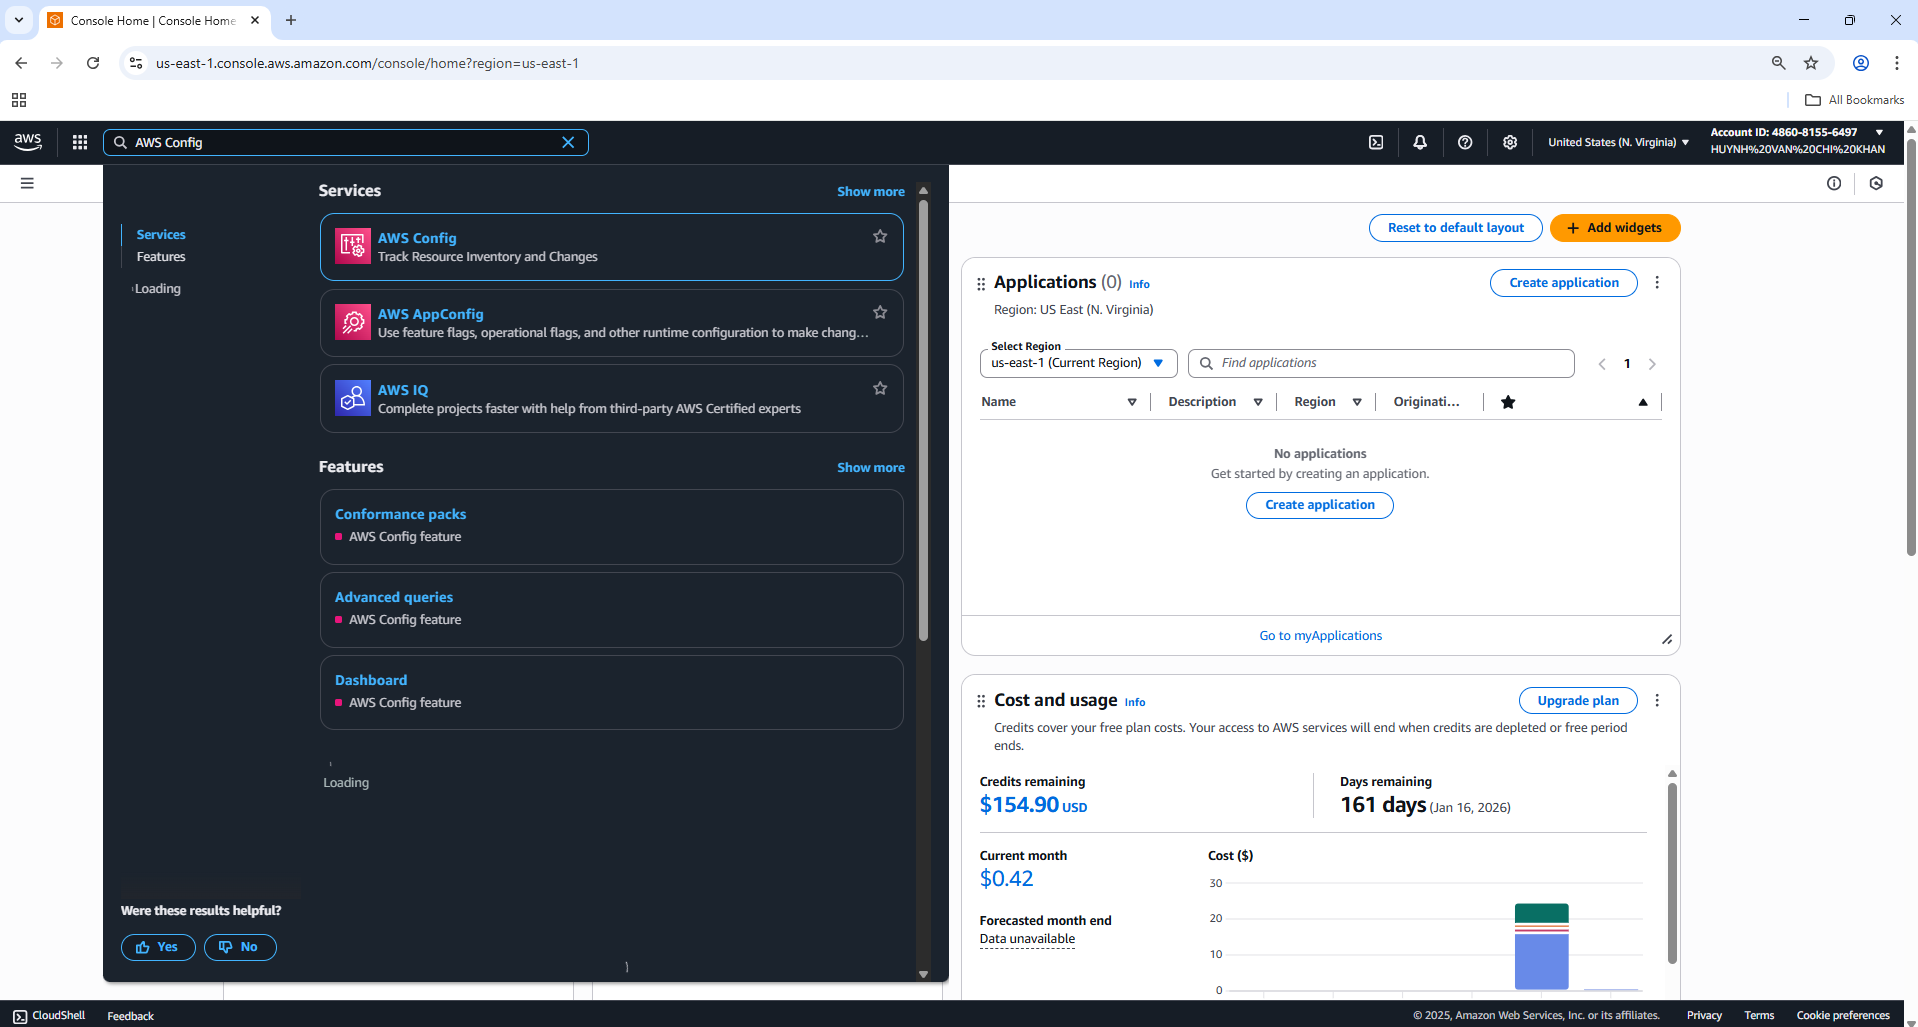 Console Home | Console Home
us-east-1.console.aws.amazon.com/console/home?region=us-east-1
All Bookmarks
aws
AWS Config
United States (N. Virginia)
Account ID: 4860-8155-6497
HUYNH%20VAN%20CHI%20KHAN
Services
Features
Loading
Services
Show more
AWS Config
Track Resource Inventory and Changes
AWS AppConfig
Use feature flags, operational flags, and other runtime configuration to make chang...
AWS IQ
Complete projects faster with help from third-party AWS Certified experts
Features
Show more
Conformance packs
AWS Config feature
Advanced queries
AWS Config feature
Dashboard
AWS Config feature
Loading
Were these results helpful?
Yes
No
Reset to default layout
Add widgets
Applications (0) Info
Create application
Region: US East (N. Virginia)
Select Region
us-east-1 (Current Region)
Find applications
1
Name
Description
Region
Originati...
No applications
Get started by creating an application.
Create application
Go to myApplications
Cost and usage Info
Upgrade plan
Credits cover your free plan costs. Your access to AWS services will end when credits are depleted or free period
ends.
Credits remaining
$154.90 USD
Days remaining
161 days (Jan 16, 2026)
Current month
$0.42
Forecasted month end
Data unavailable
Cost ($)
30
20
10
0
CloudShell
Feedback
© 2025, Amazon Web Services, Inc. or its affiliates.
Privacy
Terms
Cookie preferences